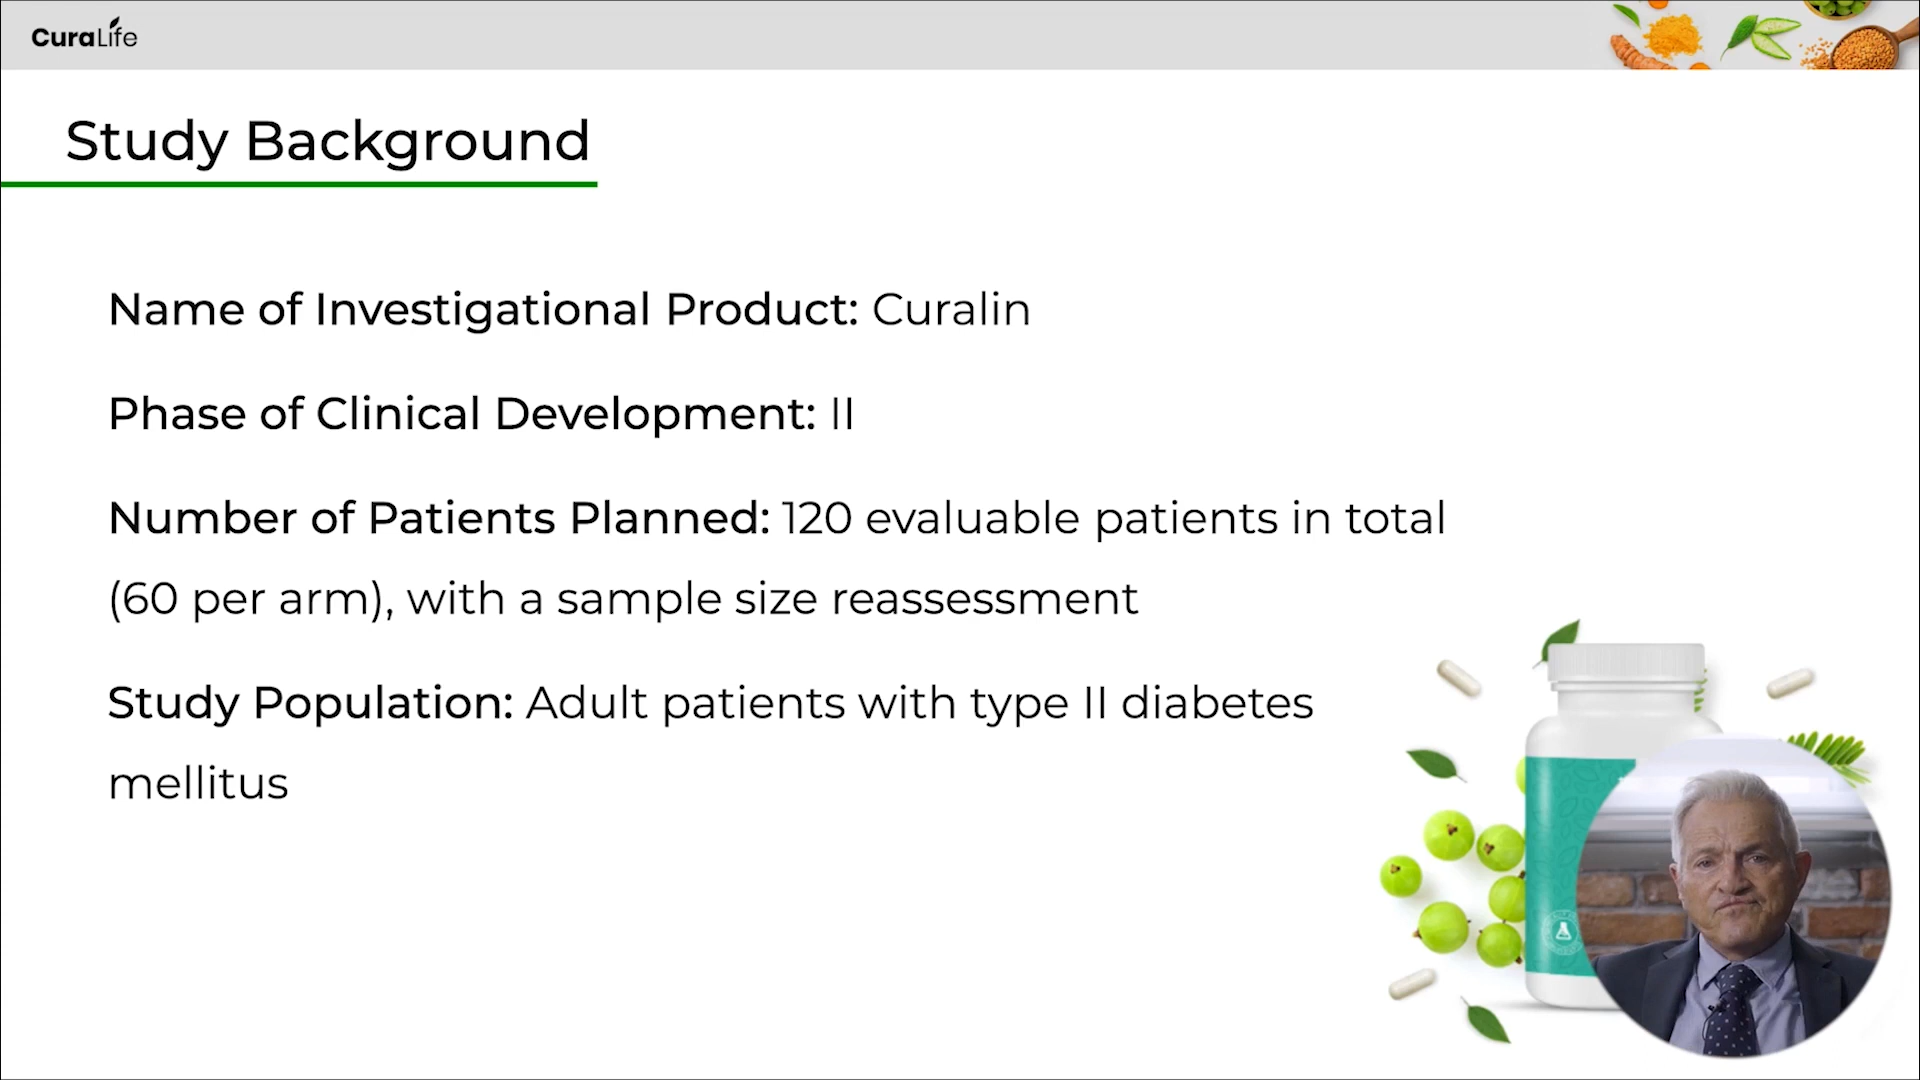 CuraLife
Study Background
Name of Investigational Product: Curalin
Phase of Clinical Development: II
Number of Patients Planned: 120 evaluable patients in total
(60 per arm), with a sample size reassessment
Study Population: Adult patients with type II diabetes
mellitus